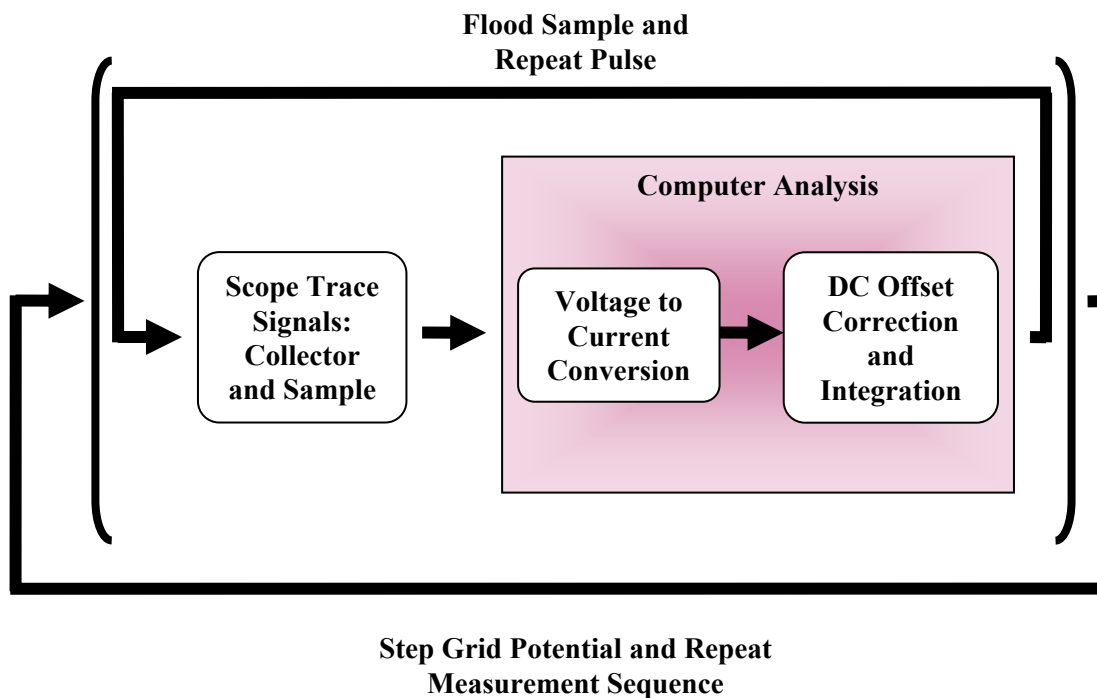 Flood Sample and
Repeat Pulse
Computer Analysis
Scope Trace
Signals:
Collector
and Sample
Voltage to
Current
Conversion
DC Offset
Correction
and
Integration
Step Grid Potential and Repeat
Measurement Sequence